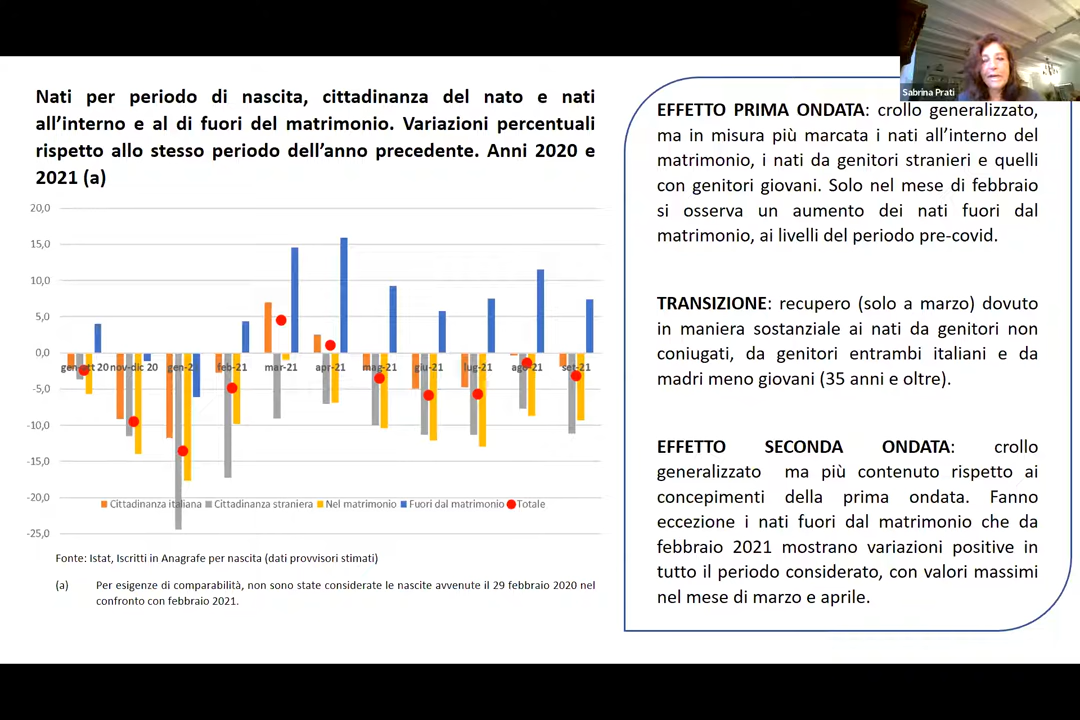 Sabrina Prati
Nati per periodo di nascita, cittadinanza del nato e nati
all’interno e al di fuori del matrimonio. Variazioni percentuali
rispetto allo stesso periodo dell’anno precedente. Anni 2020 e
2021 (a)
20,0
15,0
10,0
5,0
0,0
-5,0
-10,0
-15,0
-20,0
-25,0
gen-ott 20 nov-dic 20 gen-21 feb-21 mar-21 apr-21 mag-21 giu-21 lug-21 ago-21 set-21
Cittadinanza italiana Cittadinanza straniera Nel matrimonio Fuori dal matrimonio Totale
Fonte: Istat, Iscritti in Anagrafe per nascita (dati provvisori stimati)
(a) Per esigenze di comparabilità, non sono state considerate le nascite avvenute il 29 febbraio 2020 nel
confronto con febbraio 2021.
EFFETTO PRIMA ONDATA: crollo generalizzato,
ma in misura più marcata i nati all’interno del
matrimonio, i nati da genitori stranieri e quelli
con genitori giovani. Solo nel mese di febbraio
si osserva un aumento dei nati fuori dal
matrimonio, ai livelli del periodo pre-covid.
TRANSIZIONE: recupero (solo a marzo) dovuto
in maniera sostanziale ai nati da genitori non
coniugati, da genitori entrambi italiani e da
madri meno giovani (35 anni e oltre).
EFFETTO SECONDA ONDATA: crollo
generalizzato ma più contenuto rispetto ai
concepimenti della prima ondata. Fanno
eccezione i nati fuori dal matrimonio che da
febbraio 2021 mostrano variazioni positive in
tutto il periodo considerato, con valori massimi
nel mese di marzo e aprile.